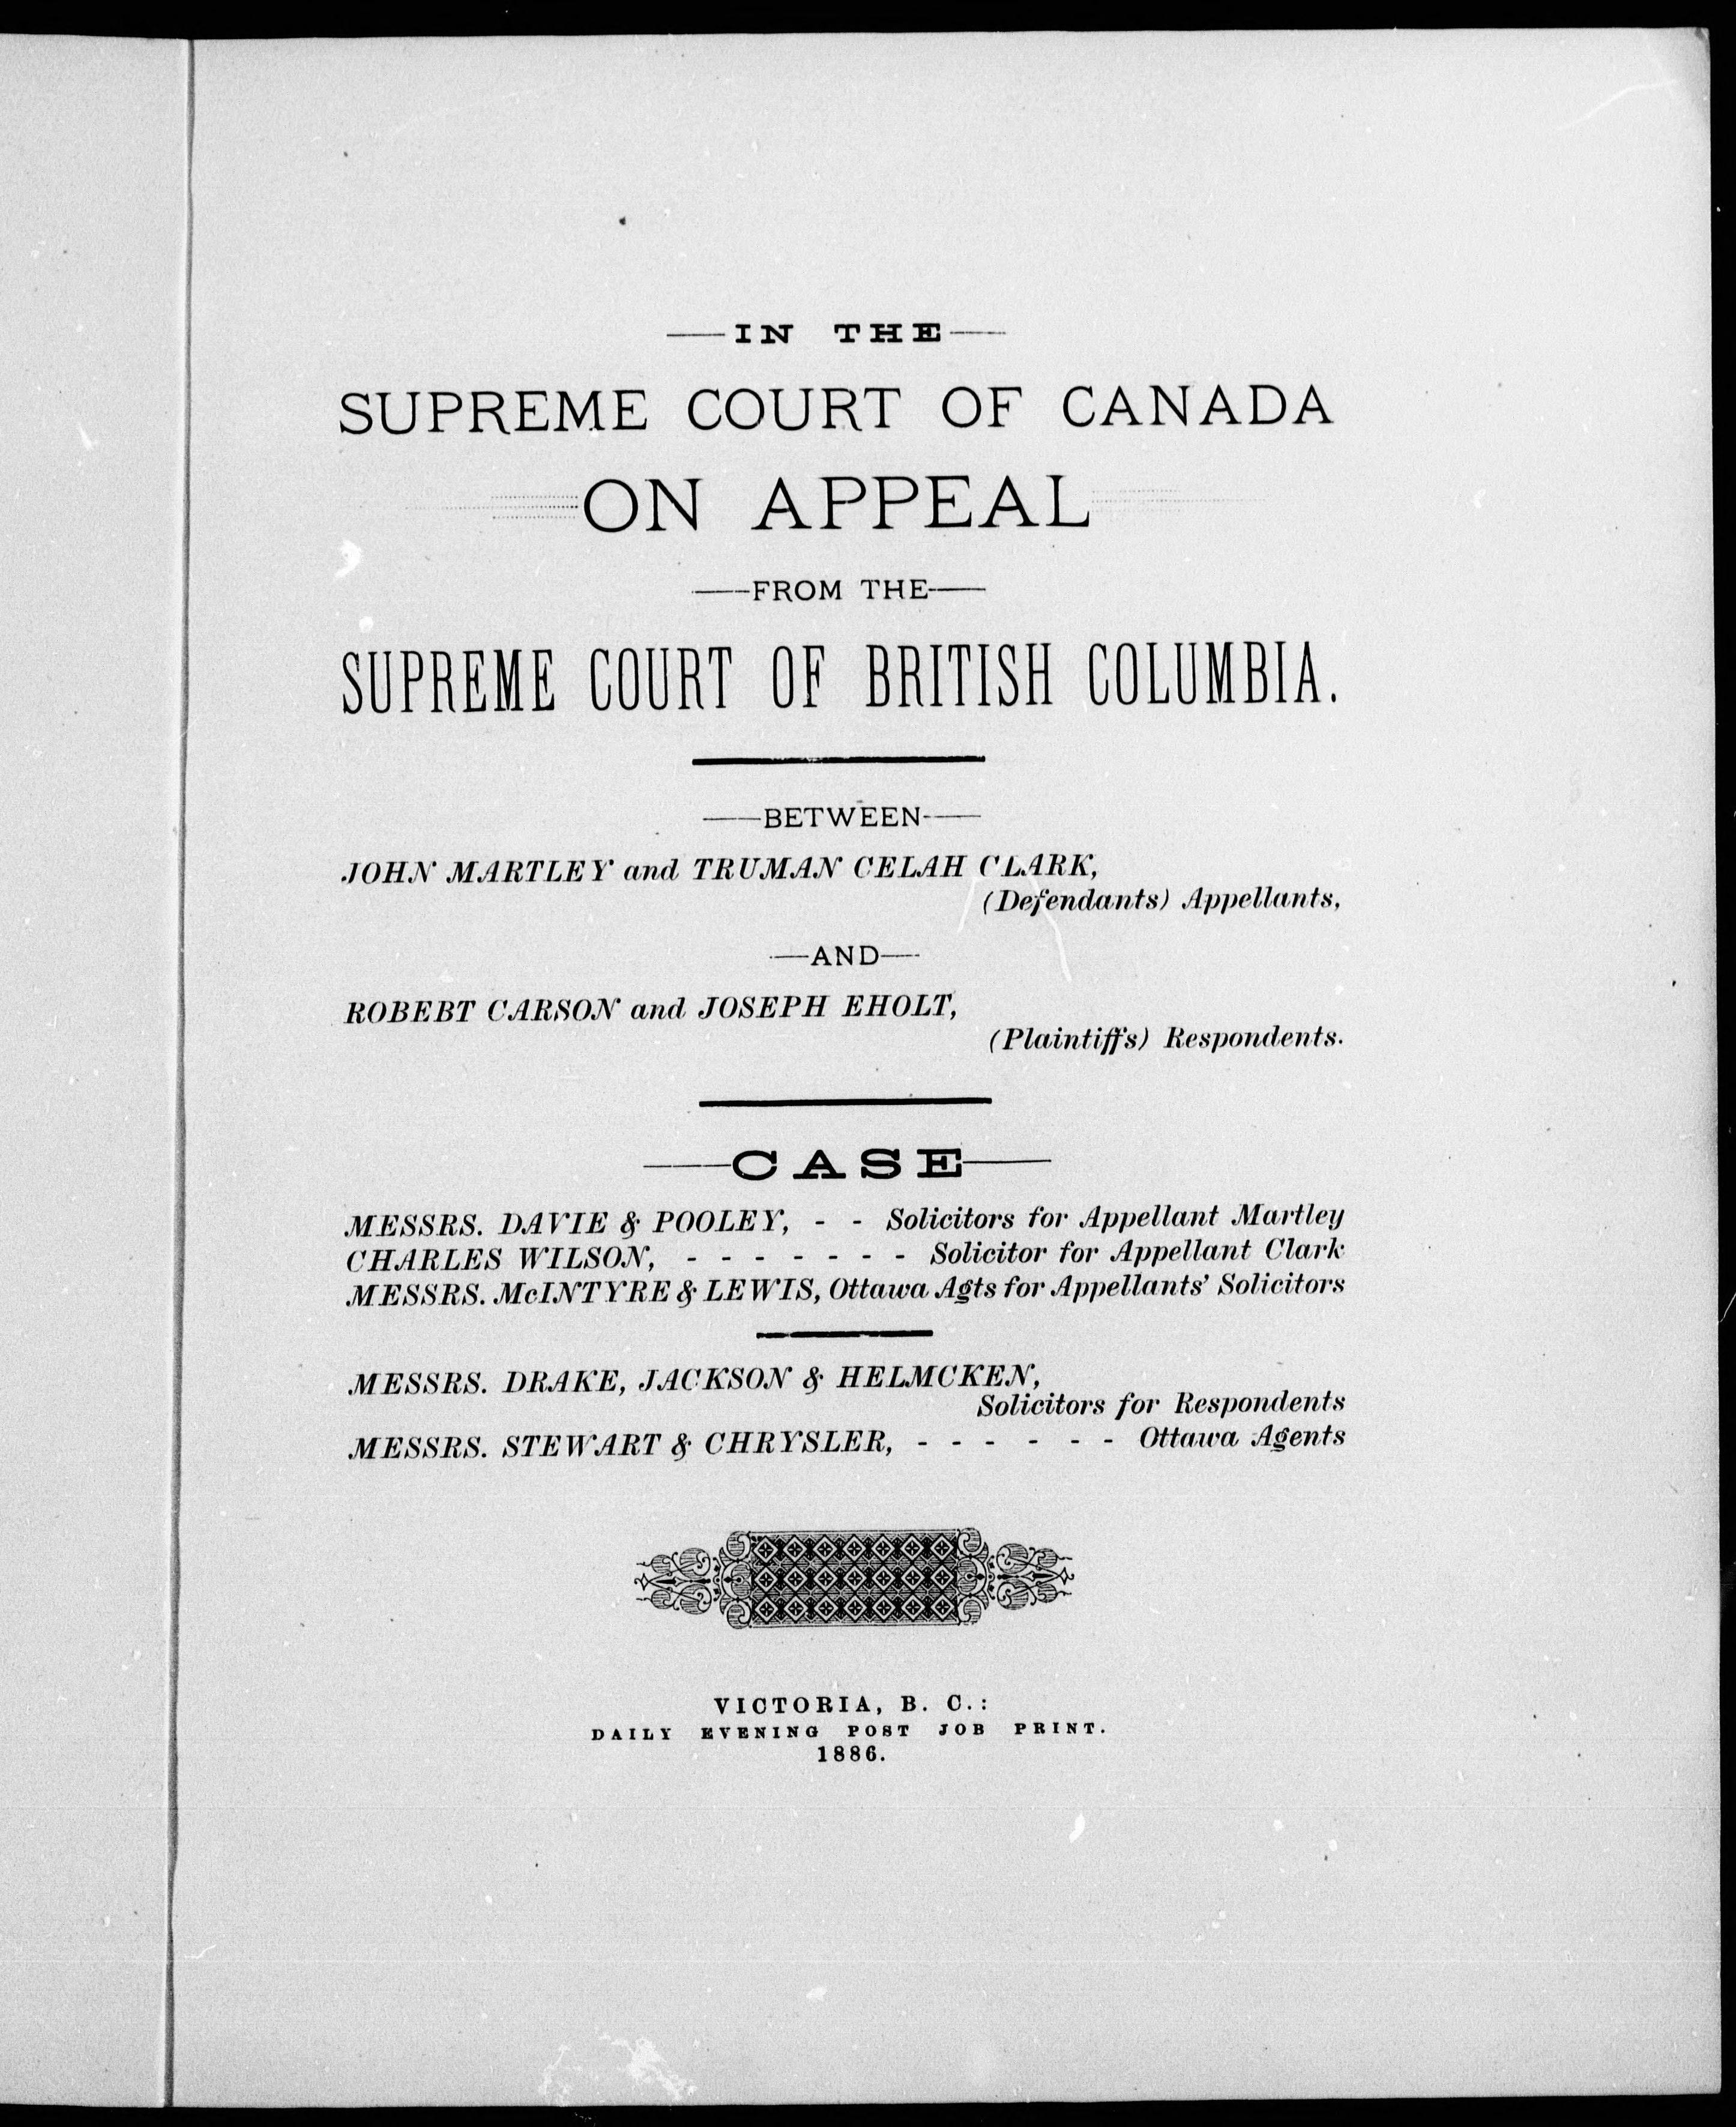 —IN THE—
SUPREME COURT OF CANADA
ON APPEAL
—FROM THE—
SUPREME COURT OF BRITISH COLUMBIA.
—BETWEEN—
JOHN MARTLEY and TRUMAN CELAH CLARK,
(Defendants) Appellants,
—AND—
ROBEBT CARSON and JOSEPH EHOLT,
(Plaintiffs) Respondents.
—CASE—
MESSRS. DAVIE & POOLEY, - - Solicitors for Appellant Martley
CHARLES WILSON, - - - - - - - Solicitor for Appellant Clark
MESSRS. McINTYRE & LEWIS, Ottawa Agts for Appellants' Solicitors
MESSRS. DRAKE, JACKSON & HELMCKEN,
Solicitors for Respondents
MESSRS. STEWART & CHRYSLER, - - - - - - Ottawa Agents
VICTORIA, B. C.:
DAILY EVENING POST JOB PRINT.
1886.